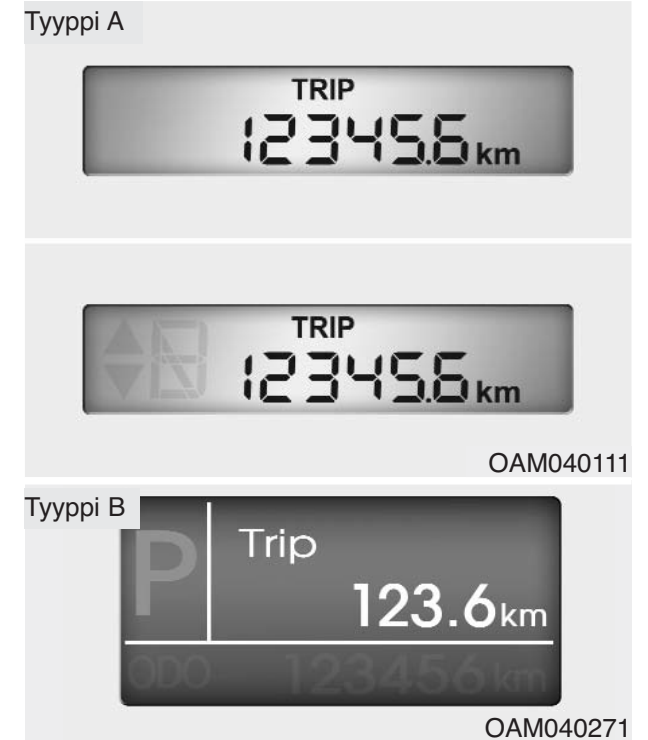 Tyyppi A
TRIP
12345.6 km
TRIP
12345.6 km
OAM040111
Tyyppi B
P
Trip
123.6km
ODO 123456km
OAM040271